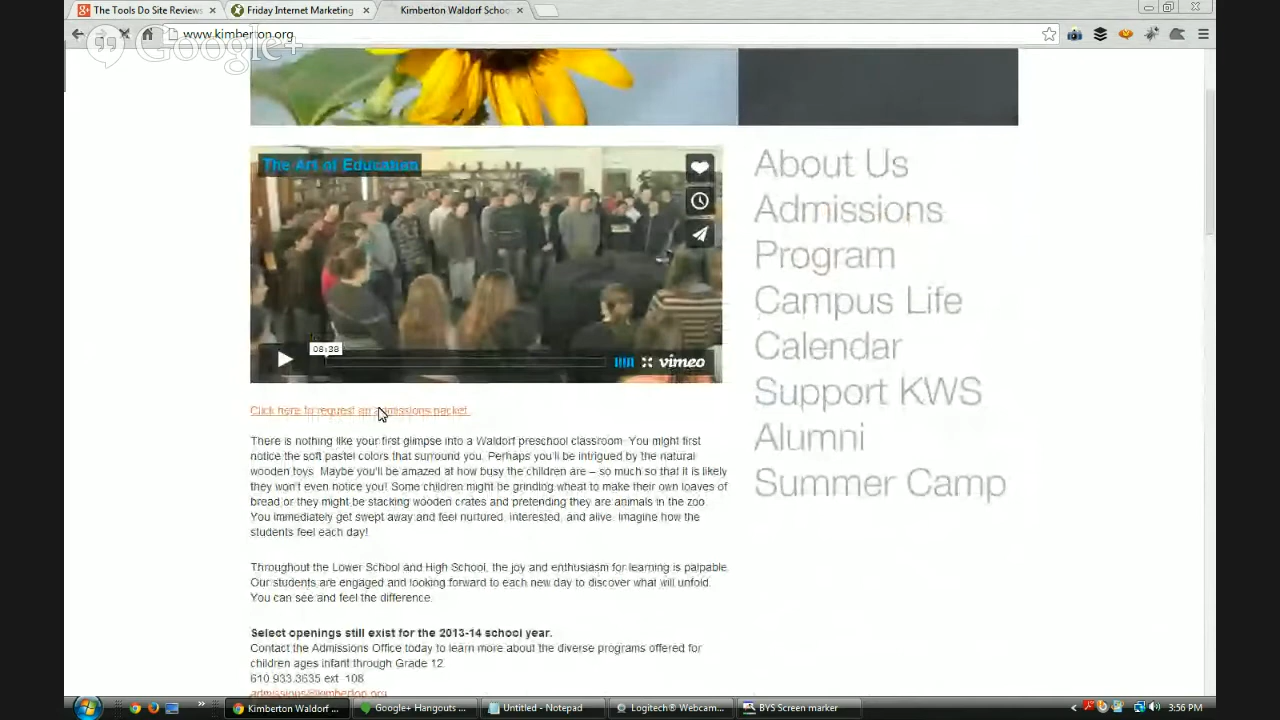 The Tools Do Site Reviews
Friday Internet Marketing
Kimberton Waldorf Schoo
www.kimberton.org
Google+
The Art of Education
08:38
vimeo
About Us
Admissions
Program
Campus Life
Calendar
Support KWS
Alumni
Summer Camp
Click here to request an admissions packet.
There is nothing like your first glimpse into a Waldorf preschool classroom. You might first
notice the soft pastel colors that surround you. Perhaps you'll be intrigued by the natural
wooden toys. Maybe you'll be amazed at how busy the children are – so much so that it is likely
they won't even notice you! Some children might be grinding wheat to make their own loaves of
bread or they might be stacking wooden crates and pretending they are animals in the zoo.
You immediately get swept away and feel nurtured, interested, and alive. Imagine how the
students feel each day!
Throughout the Lower School and High School, the joy and enthusiasm for learning is palpable.
Our students are engaged and looking forward to each new day to discover what will unfold.
You can see and feel the difference.
Select openings still exist for the 2013-14 school year.
Contact the Admissions Office today to learn more about the diverse programs offered for
children ages infant through Grade 12.
610.933.3635 ext. 108
admissions@kimberton.org
Kimberton Waldorf ...
Google+ Hangouts ...
Untitled - Notepad
Logitech® Webcam...
BYS Screen marker
3:56 PM